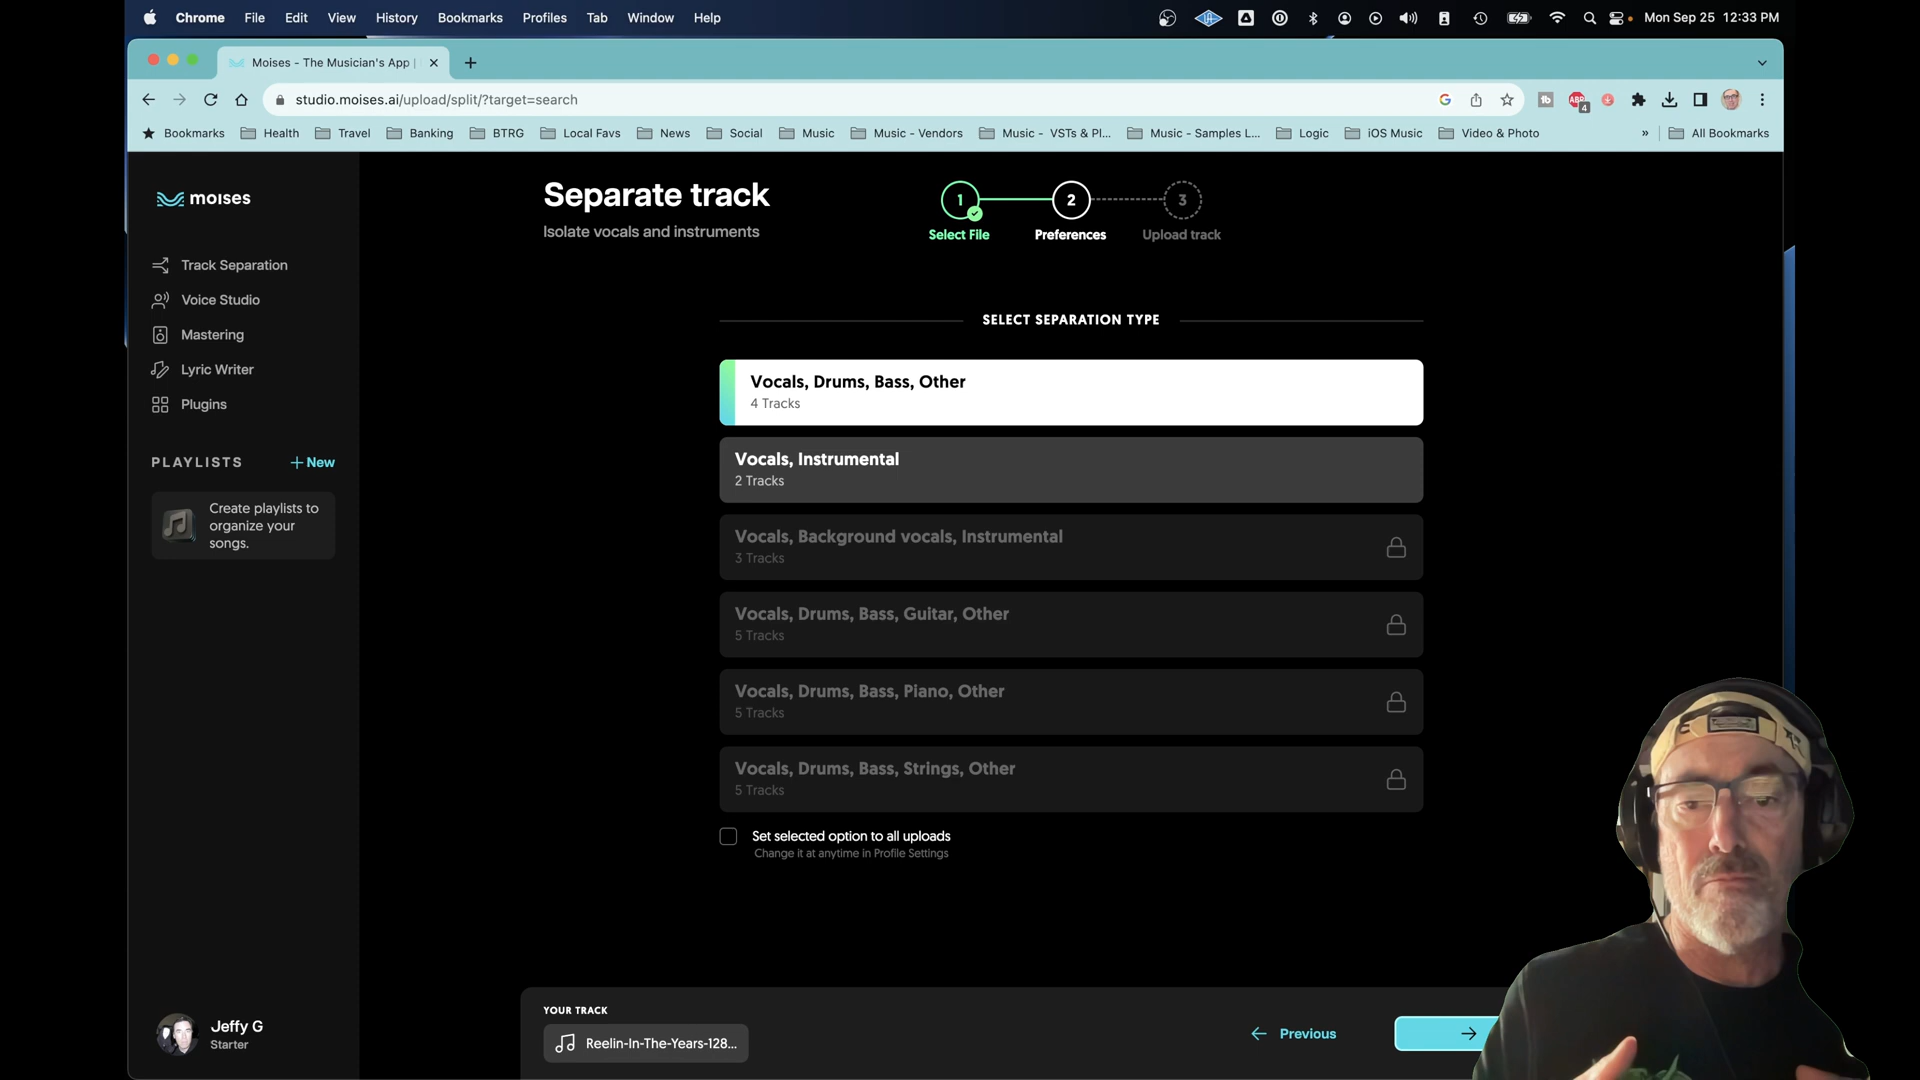 Chrome File Edit View History Bookmarks Profiles Tab Window Help Mon Sep 25 12:33 PM
Moises - The Musician's App |
studio.moises.ai/upload/split/?target=search
ABP 4
Bookmarks Health Travel Banking BTRG Local Favs News Social Music Music - Vendors Music - VSTs & Pl... Music - Samples L... Logic iOS Music Video & Photo » All Bookmarks
moises
Track Separation
Voice Studio
Mastering
Lyric Writer
Plugins
PLAYLISTS + New
Create playlists to
organize your
songs.
Jeffy G
Starter
Separate track
Isolate vocals and instruments
1 2 3
Select File Preferences Upload track
SELECT SEPARATION TYPE
Vocals, Drums, Bass, Other
4 Tracks
Vocals, Instrumental
2 Tracks
Vocals, Background vocals, Instrumental
3 Tracks
Vocals, Drums, Bass, Guitar, Other
5 Tracks
Vocals, Drums, Bass, Piano, Other
5 Tracks
Vocals, Drums, Bass, Strings, Other
5 Tracks
Set selected option to all uploads
Change it at anytime in Profile Settings
YOUR TRACK
Reelin-In-The-Years-128...
Previous